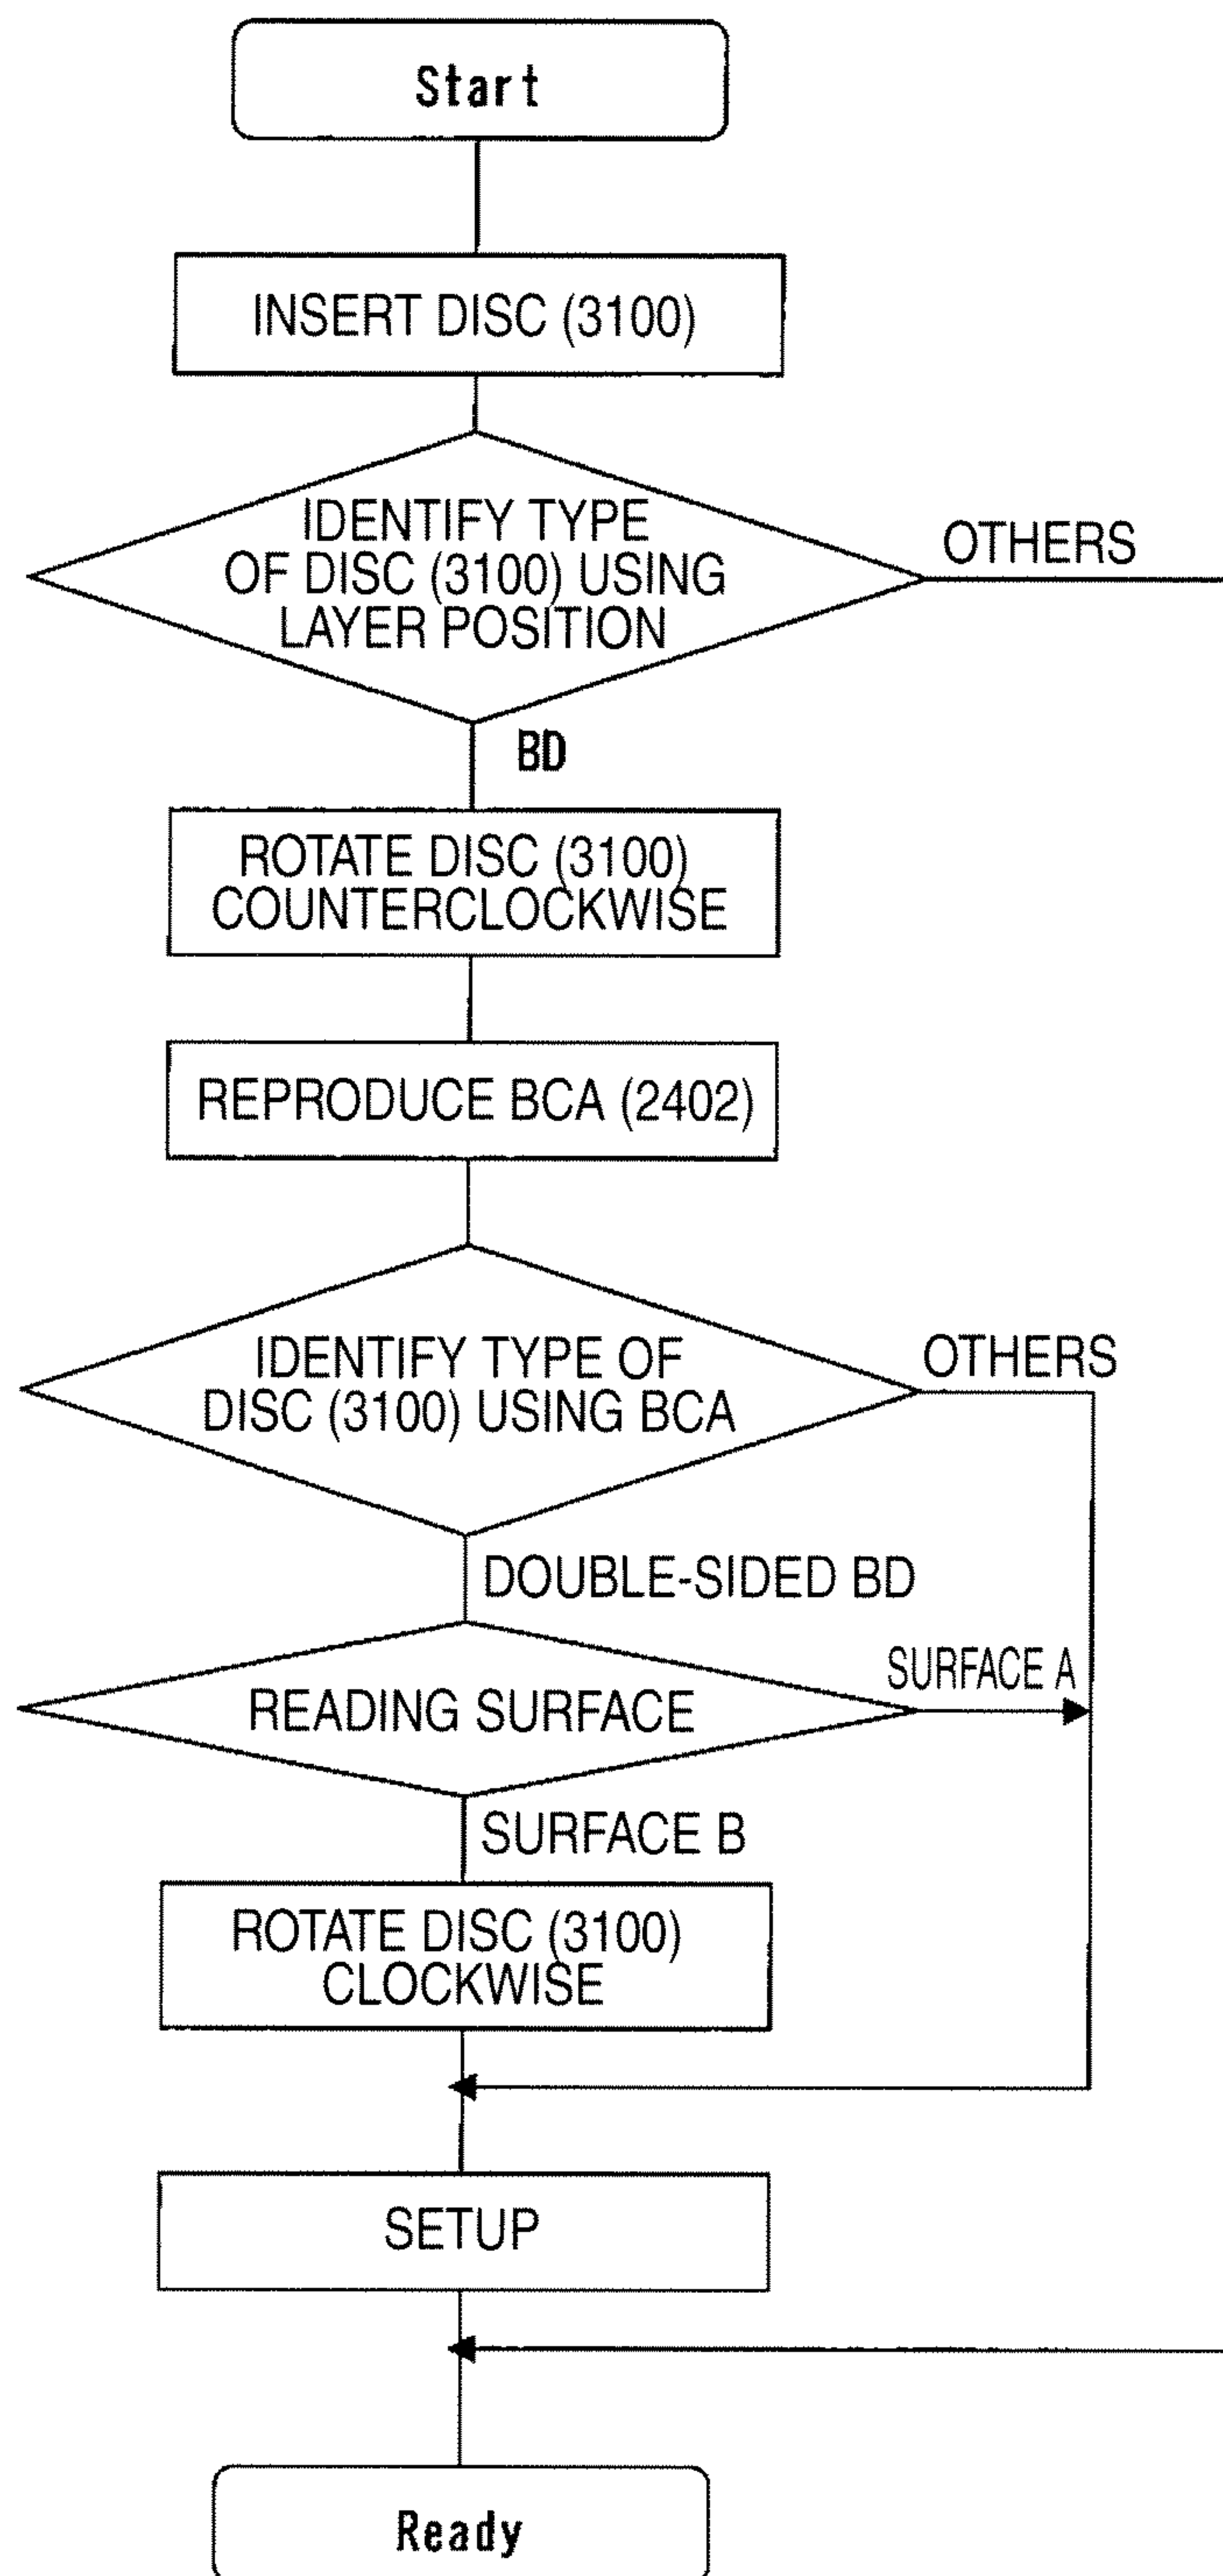 Start
INSERT DISC (3100)
IDENTIFY TYPE
OF DISC (3100) USING
LAYER POSITION
OTHERS
BD
ROTATE DISC (3100)
COUNTERCLOCKWISE
REPRODUCE BCA (2402)
IDENTIFY TYPE OF
DISC (3100) USING BCA
OTHERS
DOUBLE-SIDED BD
READING SURFACE
SURFACE A
SURFACE B
ROTATE DISC (3100)
CLOCKWISE
SETUP
Ready